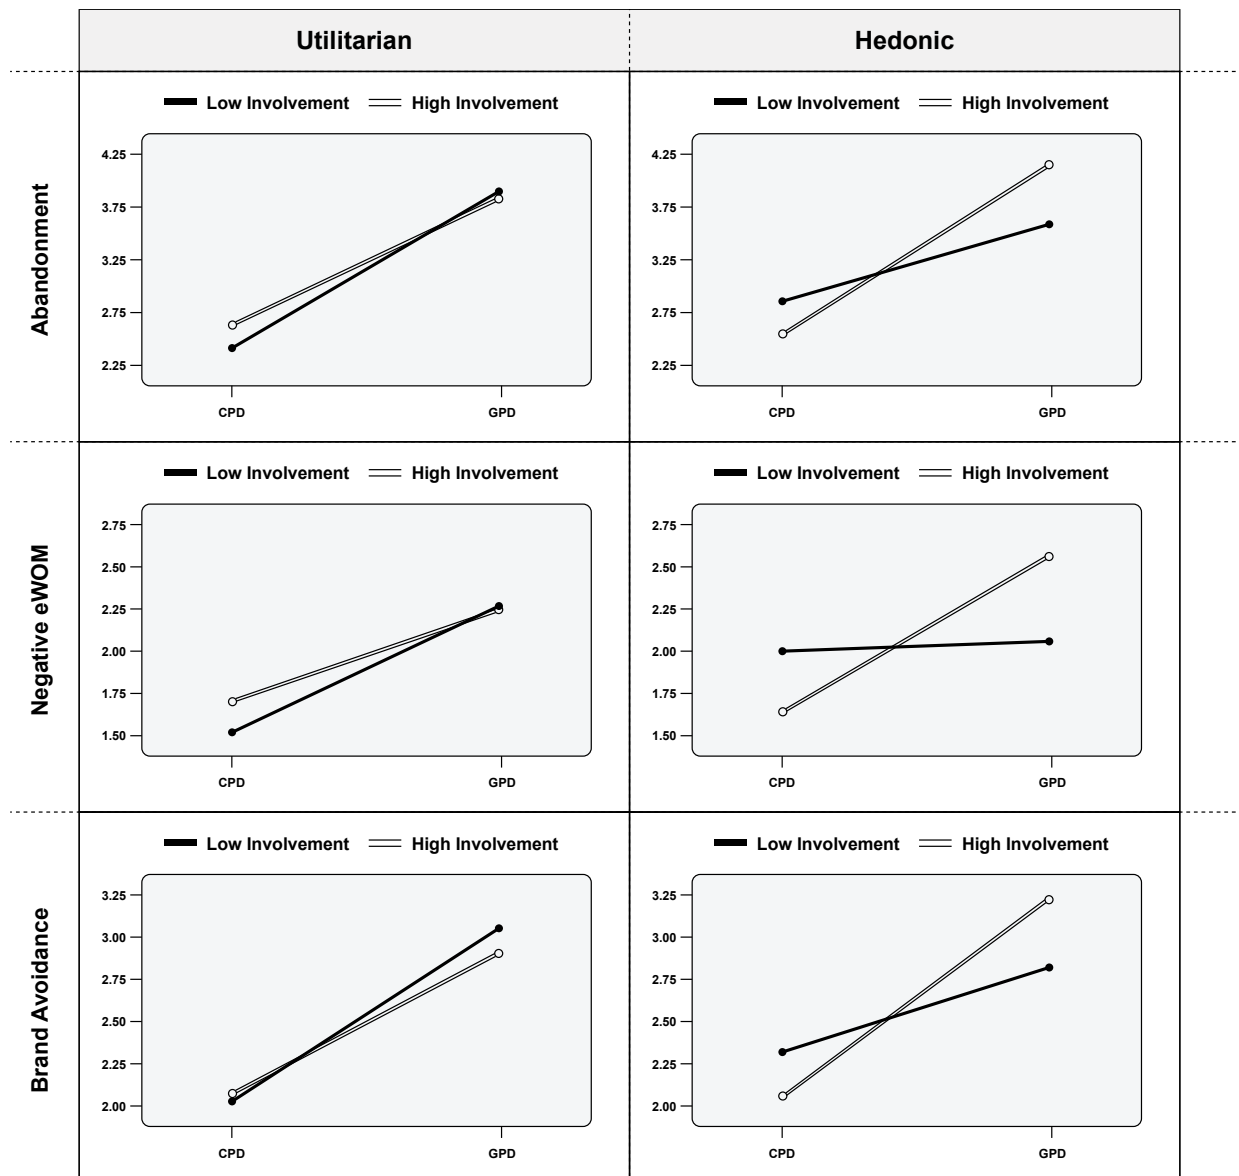 Utilitarian Hedonic
Abandonment
Low Involvement High Involvement
4.25
3.75
3.25
2.75
2.25
CPD GPD
Low Involvement High Involvement
4.25
3.75
3.25
2.75
2.25
CPD GPD
Negative eWOM
Low Involvement High Involvement
2.75
2.50
2.25
2.00
1.75
1.50
CPD GPD
Low Involvement High Involvement
2.75
2.50
2.25
2.00
1.75
1.50
CPD GPD
Brand Avoidance
Low Involvement High Involvement
3.25
3.00
2.75
2.50
2.25
2.00
CPD GPD
Low Involvement High Involvement
3.25
3.00
2.75
2.50
2.25
2.00
CPD GPD